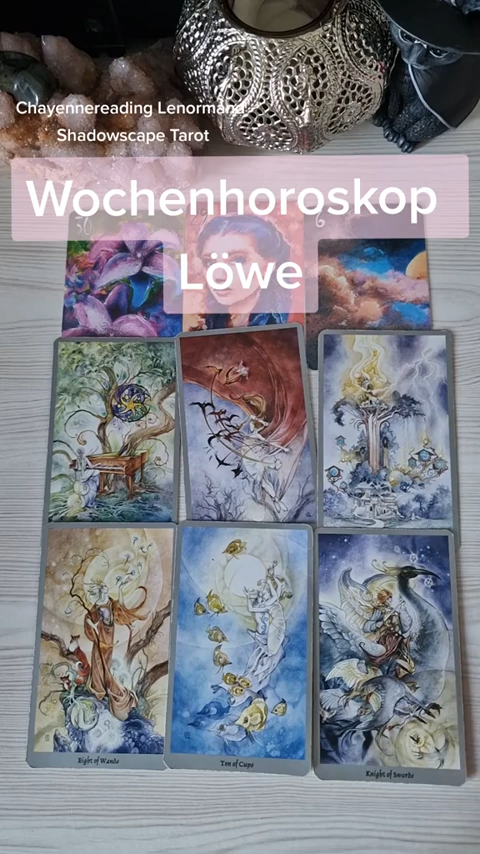 Chayennereading Lenormand
Shadowscape Tarot
Wochenhoroskop
Löwe
Eight of Wands
Ten of Cups
Knight of Swords